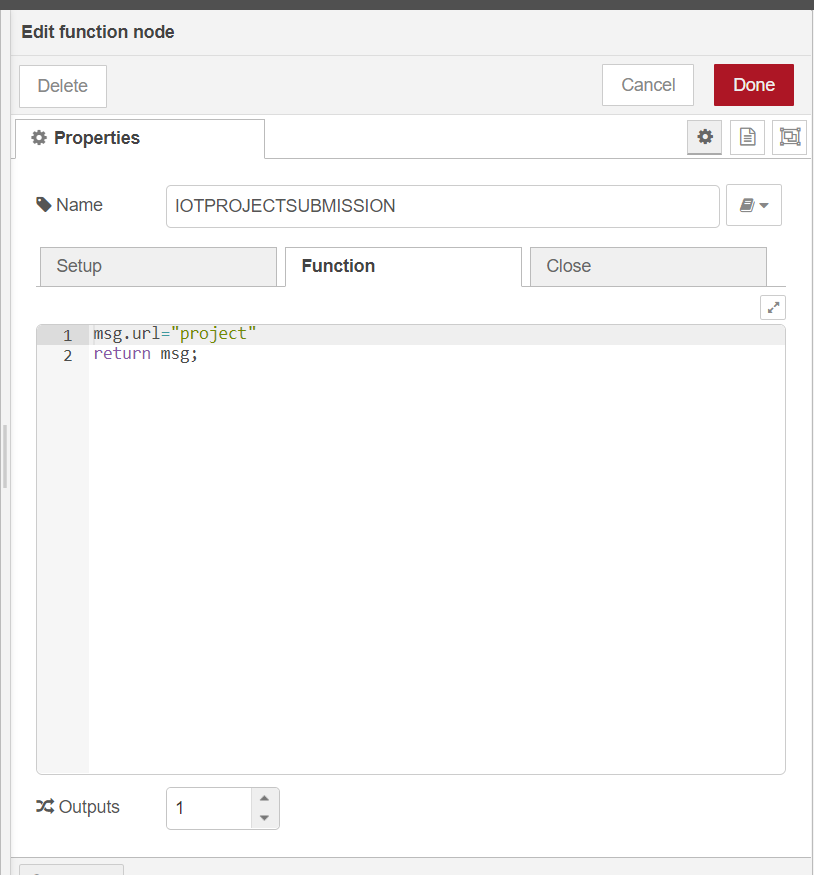 Edit function node
Delete
Cancel
Done
Properties
Name
IOTPROJECTSUBMISSION
Setup
Function
Close
1 msg.url="project"
2 return msg;
Outputs
1